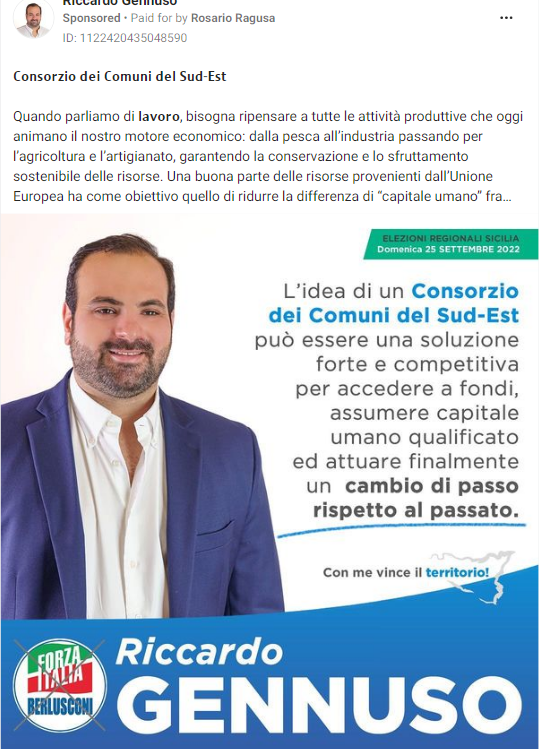 Riccardo Gennuso
Sponsored • Paid for by Rosario Ragusa
ID: 1122420435048590
Consorzio dei Comuni del Sud-Est
Quando parliamo di lavoro, bisogna ripensare a tutte le attività produttive che oggi
animano il nostro motore economico: dalla pesca all'industria passando per
l'agricoltura e l'artigianato, garantendo la conservazione e lo sfruttamento
sostenibile delle risorse. Una buona parte delle risorse provenienti dall'Unione
Europea ha come obiettivo quello di ridurre la differenza di "capitale umano" fra...
ELEZIONI REGIONALI SICILIA
Domenica 25 SETTEMBRE 2022
L'idea di un Consorzio
dei Comuni del Sud-Est
può essere una soluzione
forte e competitiva
per accedere a fondi,
assumere capitale
umano qualificato
ed attuare finalmente
un cambio di passo
rispetto al passato.
Con me vince il territorio!
FORZA
ITALIA
BERLUSCONI
Riccardo
GENNUSO